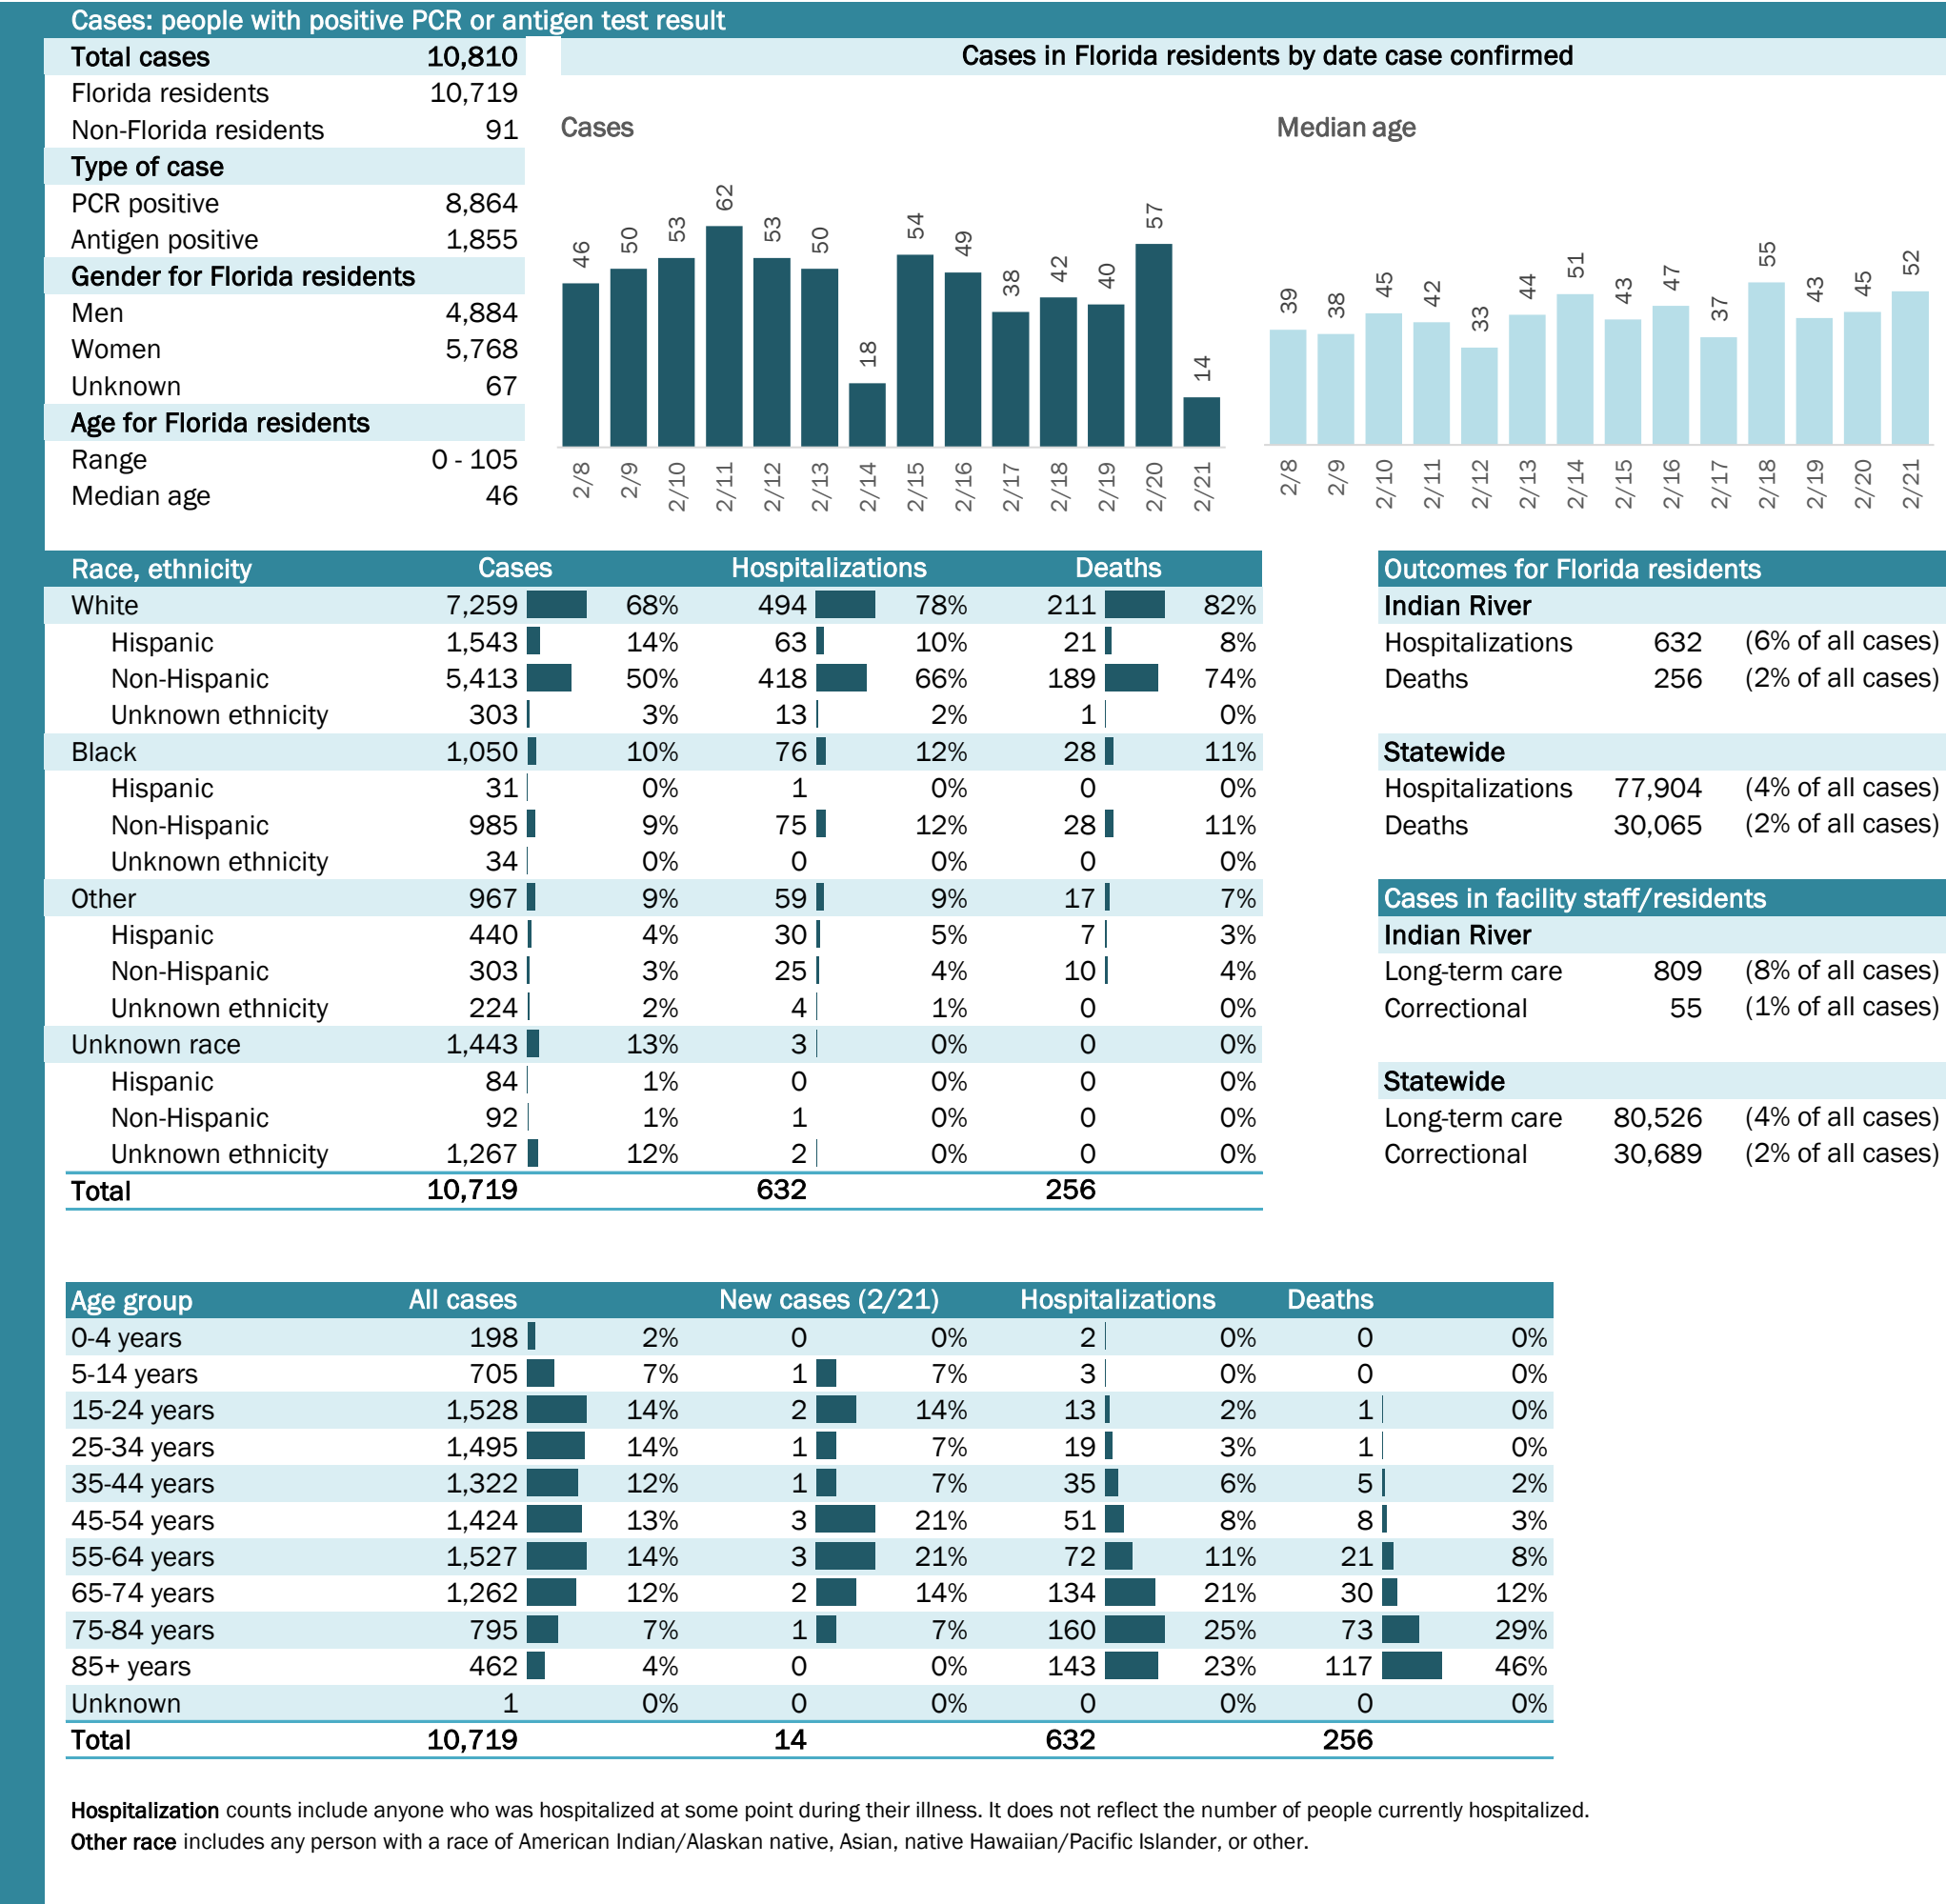 Cases: people with positive PCR or antigen test result
Total cases 10,810
Florida residents 10,719
Non-Florida residents 91
Type of case
PCR positive 8,864
Antigen positive 1,855
Gender for Florida residents
Men 4,884
Women 5,768
Unknown 67
Age for Florida residents
Range 0 - 105
Median age 46
Cases in Florida residents by date case confirmed
Cases
46 50 53 62 53 50 18 54 49 38 42 40 57 14
2/8 2/9 2/10 2/11 2/12 2/13 2/14 2/15 2/16 2/17 2/18 2/19 2/20 2/21
Median age
39 38 45 42 33 44 51 43 47 37 55 43 45 52
2/8 2/9 2/10 2/11 2/12 2/13 2/14 2/15 2/16 2/17 2/18 2/19 2/20 2/21
Race, ethnicity Cases Hospitalizations Deaths
White 7,259 68% 494 78% 211 82%
Hispanic 1,543 14% 63 10% 21 8%
Non-Hispanic 5,413 50% 418 66% 189 74%
Unknown ethnicity 303 3% 13 2% 1 0%
Black 1,050 10% 76 12% 28 11%
Hispanic 31 0% 1 0% 0 0%
Non-Hispanic 985 9% 75 12% 28 11%
Unknown ethnicity 34 0% 0 0% 0 0%
Other 967 9% 59 9% 17 7%
Hispanic 440 4% 30 5% 7 3%
Non-Hispanic 303 3% 25 4% 10 4%
Unknown ethnicity 224 2% 4 1% 0 0%
Unknown race 1,443 13% 3 0% 0 0%
Hispanic 84 1% 0 0% 0 0%
Non-Hispanic 92 1% 1 0% 0 0%
Unknown ethnicity 1,267 12% 2 0% 0 0%
Total 10,719 632 256
Outcomes for Florida residents
Indian River
Hospitalizations 632 (6% of all cases)
Deaths 256 (2% of all cases)
Statewide
Hospitalizations 77,904 (4% of all cases)
Deaths 30,065 (2% of all cases)
Cases in facility staff/residents
Indian River
Long-term care 809 (8% of all cases)
Correctional 55 (1% of all cases)
Statewide
Long-term care 80,526 (4% of all cases)
Correctional 30,689 (2% of all cases)
Age group All cases New cases (2/21) Hospitalizations Deaths
0-4 years 198 2% 0 0% 2 0% 0 0%
5-14 years 705 7% 1 7% 3 0% 0 0%
15-24 years 1,528 14% 2 14% 13 2% 1 0%
25-34 years 1,495 14% 1 7% 19 3% 1 0%
35-44 years 1,322 12% 1 7% 35 6% 5 2%
45-54 years 1,424 13% 3 21% 51 8% 8 3%
55-64 years 1,527 14% 3 21% 72 11% 21 8%
65-74 years 1,262 12% 2 14% 134 21% 30 12%
75-84 years 795 7% 1 7% 160 25% 73 29%
85+ years 462 4% 0 0% 143 23% 117 46%
Unknown 1 0% 0 0% 0 0% 0 0%
Total 10,719 14 632 256
Hospitalization counts include anyone who was hospitalized at some point during their illness. It does not reflect the number of people currently hospitalized.
Other race includes any person with a race of American Indian/Alaskan native, Asian, native Hawaiian/Pacific Islander, or other.